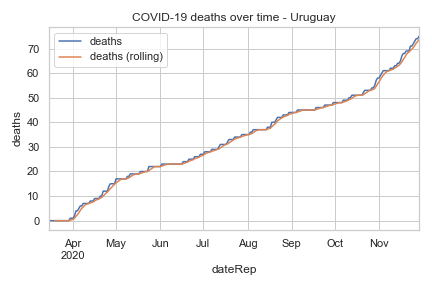 COVID-19 deaths over time - Uruguay
deaths
deaths (rolling)
deaths
70
60
50
40
30
20
10
0
Apr May Jun Jul Aug Sep Oct Nov
2020
dateRep